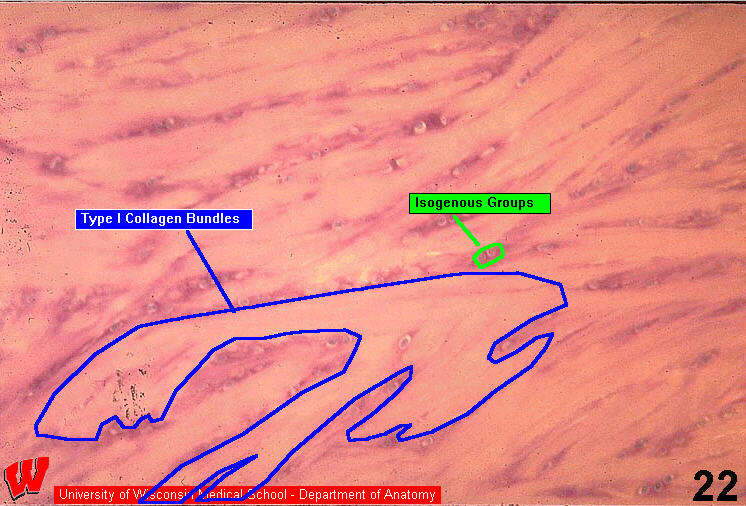 Isogenous Groups
Type I Collagen Bundles
W
University of Wisconsin Medical School - Department of Anatomy
22